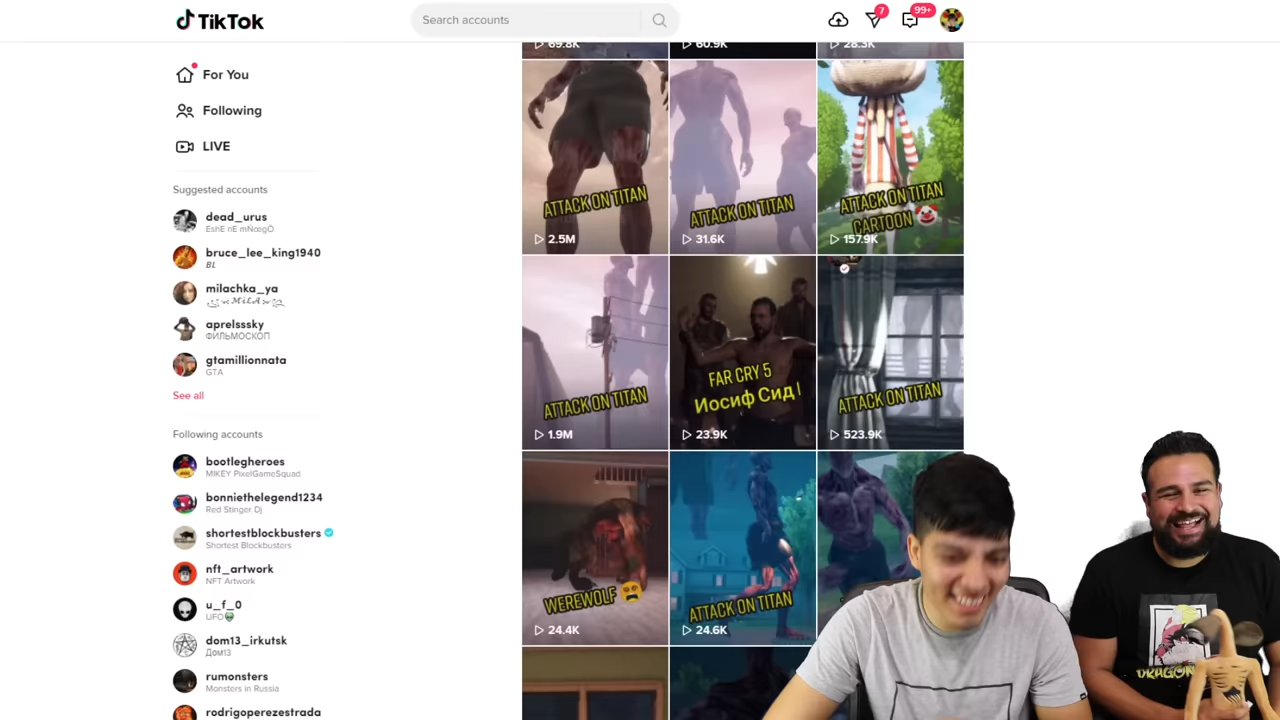 TikTok
Search accounts
7
99+
For You
Following
LIVE
Suggested accounts
dead_urus
bruce_lee_king1940
BL
milachka_ya
aprelsssky
ФИЛЬМОСКОП
gtamillionnata
GTA
See all
Following accounts
bootlegheroes
MIKEY PixelGameSquad
bonniethelegend1234
Red Stinger Dj
shortestblockbusters
Shortest Blockbusters
nft_artwork
NFT Artwork
u_f_0
UFO
dom13_irkutsk
Дом13
rumonsters
Monsters in Russia
rodrigoperezestrada
69.8K
60.9K
28.3K
ATTACK ON TITAN
2.5M
ATTACK ON TITAN
31.6K
ATTACK ON TITAN
CARTOON
157.9K
ATTACK ON TITAN
1.9M
FAR CRY 5
Иосиф Сид
23.9K
ATTACK ON TITAN
523.9K
WEREWOLF
24.4K
ATTACK ON TITAN
24.6K
DRAGON